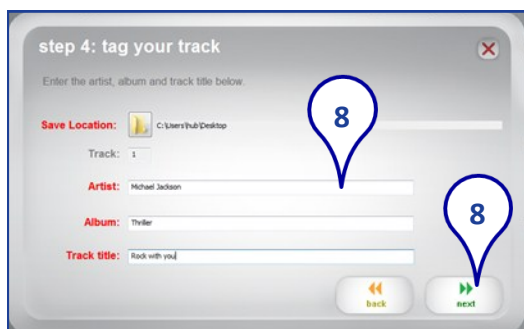 step 4: tag your track
Enter the artist, album and track title below.
8
Save Location: C:\Users\hub\Desktop
Track: 1
Artist: Michael Jackson
Album: Thriller
8
Track title: Rock with you
back
next